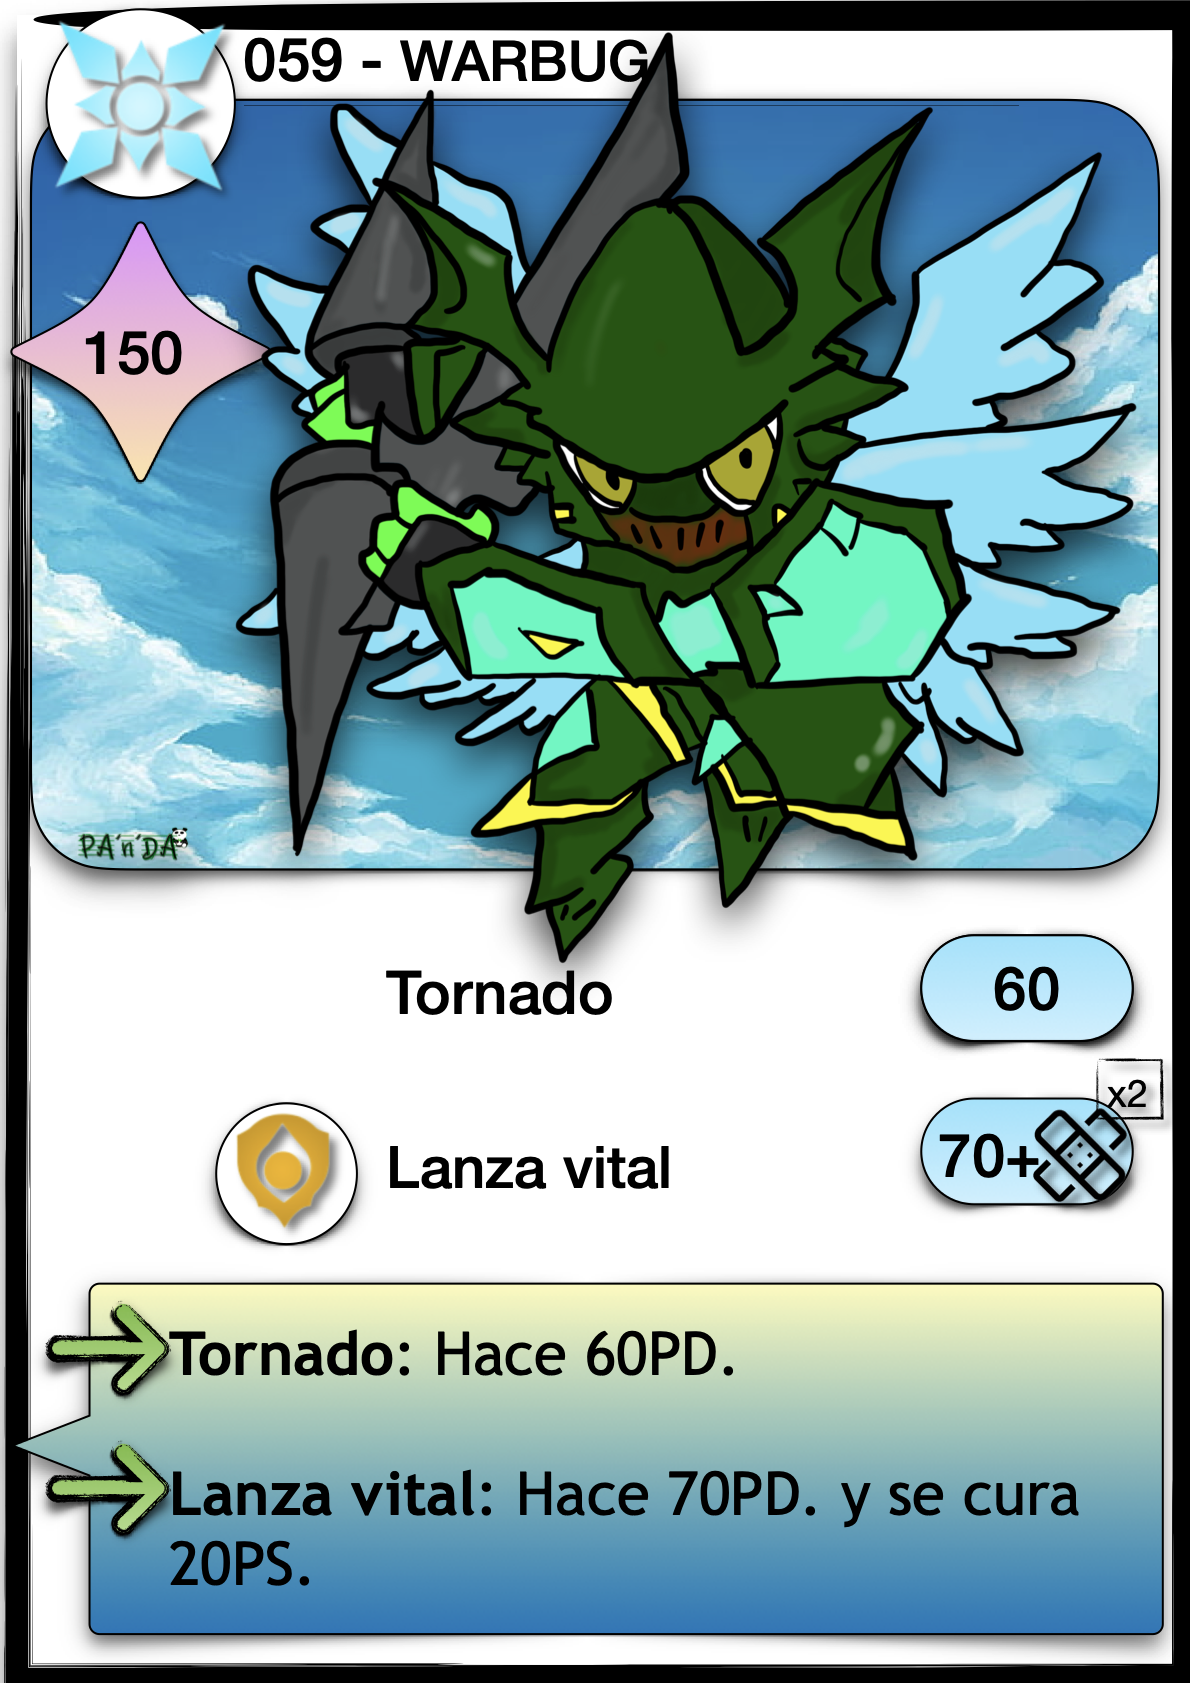 059 - WARBUG
150
PA'n'DA
Tornado
60
x2
Lanza vital
70+
Tornado: Hace 60PD.
Lanza vital: Hace 70PD. y se cura
20PS.